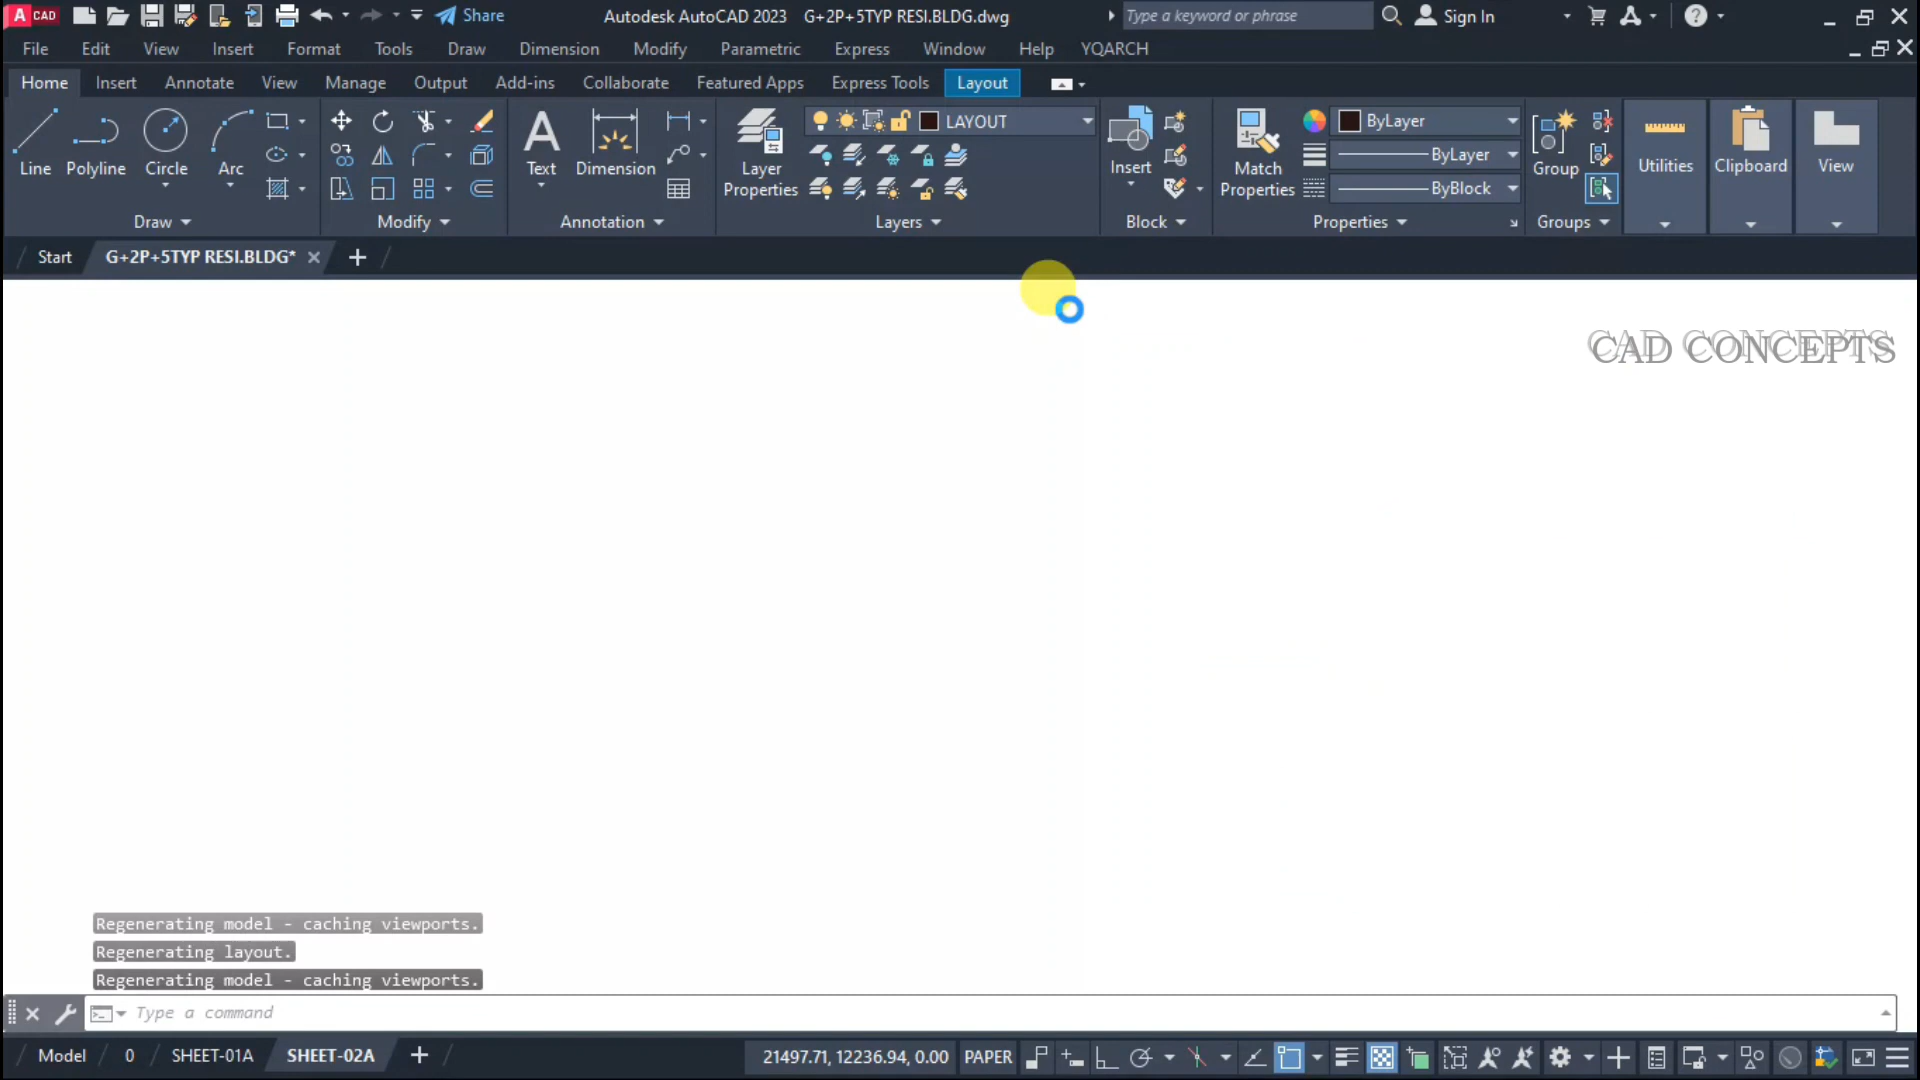 A CAD Share Autodesk AutoCAD 2023 G+2P+5TYP RESI.BLDG.dwg Type a keyword or phrase Sign In
File Edit View Insert Format Tools Draw Dimension Modify Parametric Express Window Help YQARCH
Home Insert Annotate View Manage Output Add-ins Collaborate Featured Apps Express Tools Layout
LAYOUT ByLayer
ByLayer
ByBlock
Line Polyline Circle Arc Text Dimension Layer Properties Insert Match Properties Group Utilities Clipboard View
Draw Modify Annotation Layers Block Properties Groups
Start G+2P+5TYP RESI.BLDG*
CAD CONCEPTS
Regenerating model - caching viewports.
Regenerating layout.
Regenerating model - caching viewports.
Type a command
Model 0 SHEET-01A SHEET-02A 21497.71, 12236.94, 0.00 PAPER